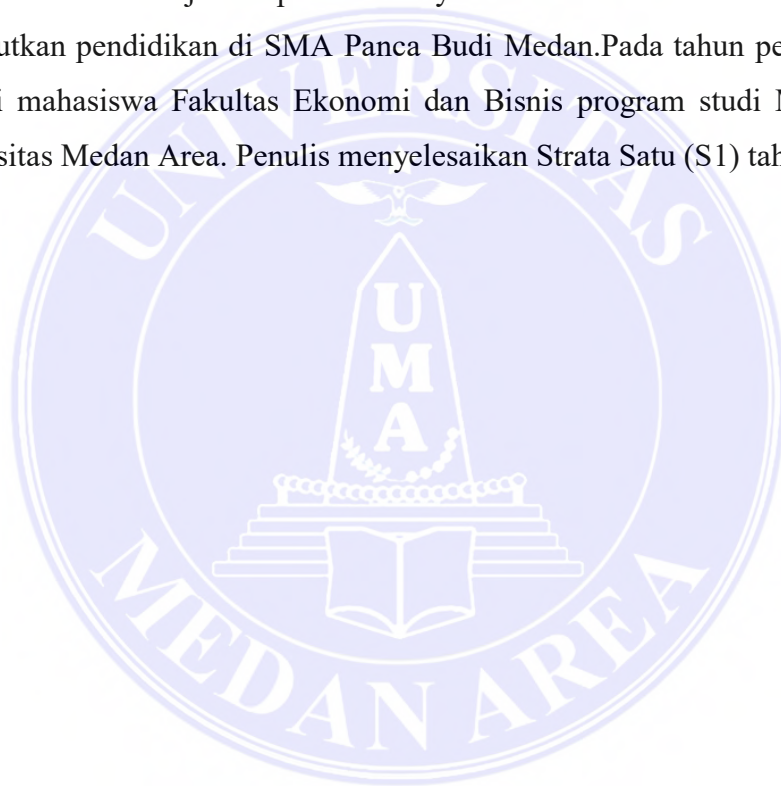 utkan pendidikan di SMA Panca Budi Medan.Pada tahun pe
i mahasiswa Fakultas Ekonomi dan Bisnis program studi
sitas Medan Area. Penulis menyelesaikan Strata Satu (S1) tah
UNIVERSITAS
U
M
A
MEDAN AREA